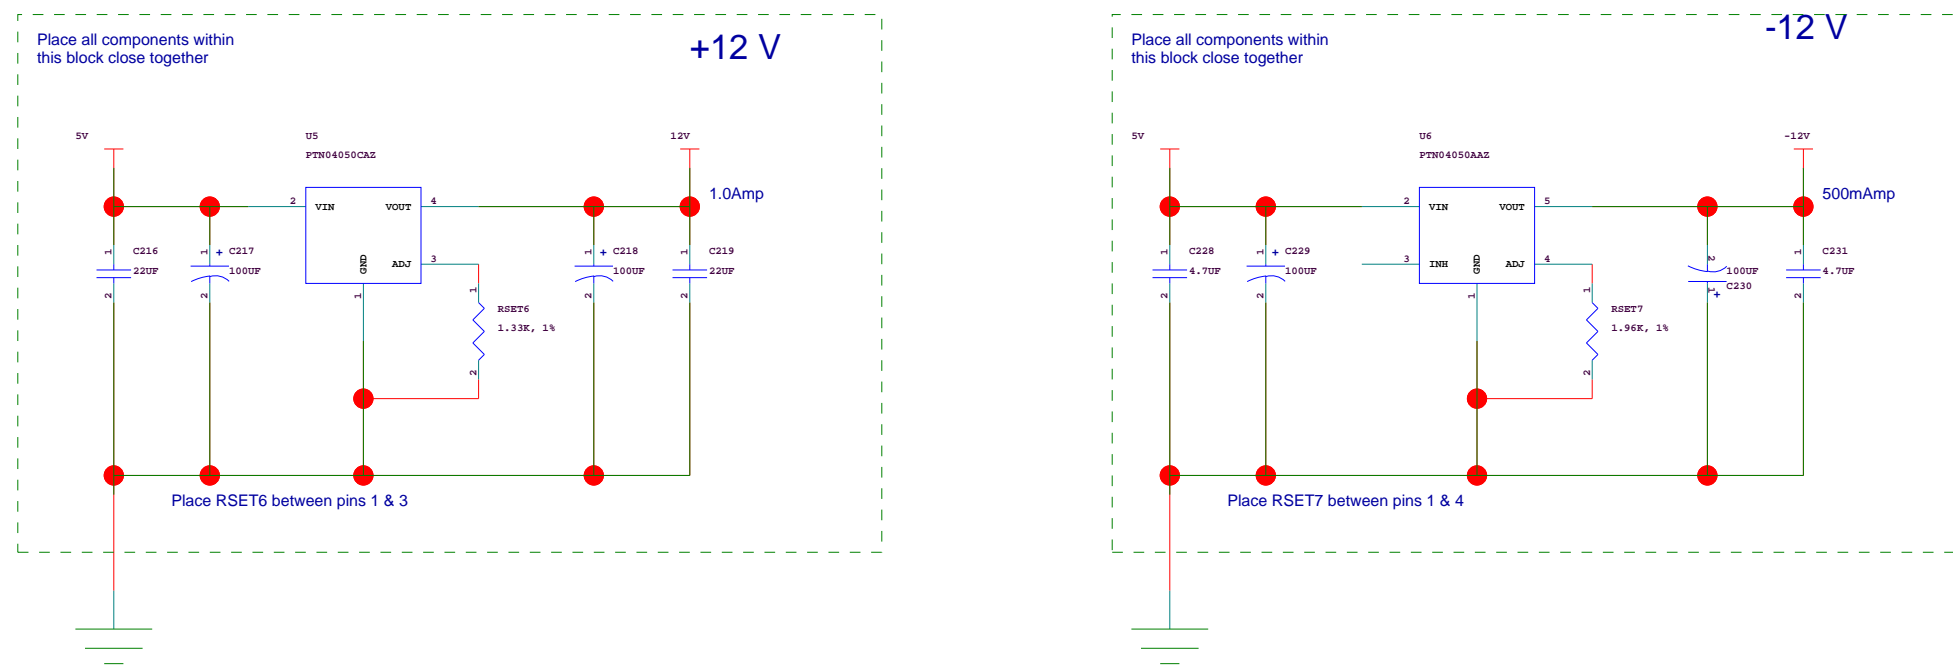 Place all components within
this block close together
+12 V
5V
U5
PTN04050CAZ
12V
1.0Amp
2
VIN
VOUT
4
GND
ADJ
3
1
1
C216
22UF
2
1
+
C217
100UF
2
1
+
C218
100UF
2
1
C219
22UF
2
1
RSET6
1.33K, 1%
2
Place RSET6 between pins 1 & 3
Place all components within
this block close together
-12 V
5V
U6
PTN04050AAZ
-12V
500mAmp
2
VIN
VOUT
5
3
INH
GND
ADJ
4
1
1
C228
4.7UF
2
1
+
C229
100UF
2
2
100UF
C230
1
+
1
C231
4.7UF
2
1
RSET7
1.96K, 1%
2
Place RSET7 between pins 1 & 4